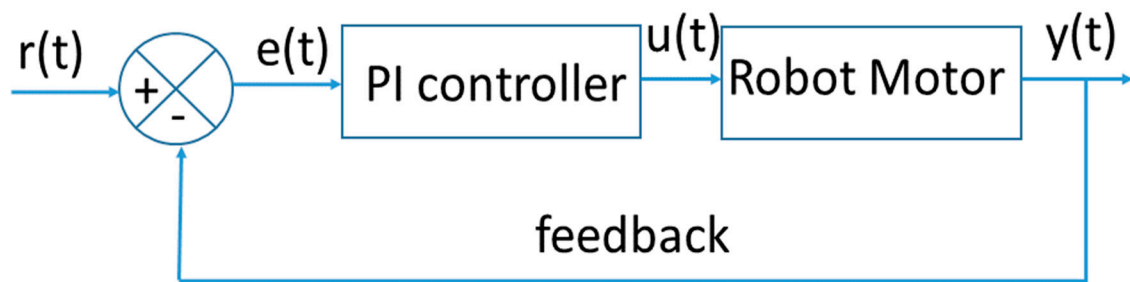 r(t)
+
-
e(t)
PI controller
u(t)
Robot Motor
y(t)
feedback